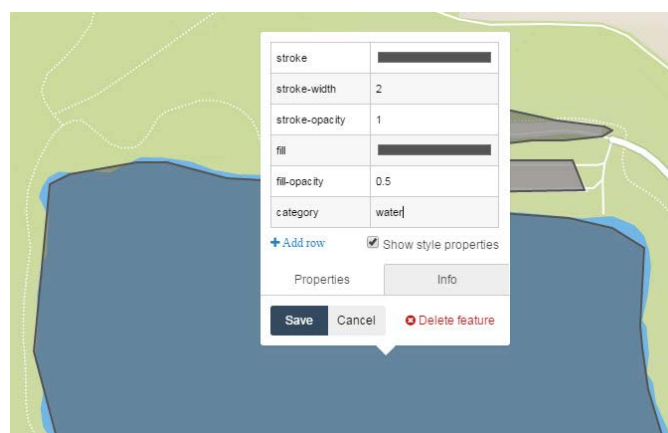 stroke
stroke-width 2
stroke-opacity 1
fill
fill-opacity 0.5
category water
+ Add row Show style properties
Properties Info
Save Cancel Delete feature